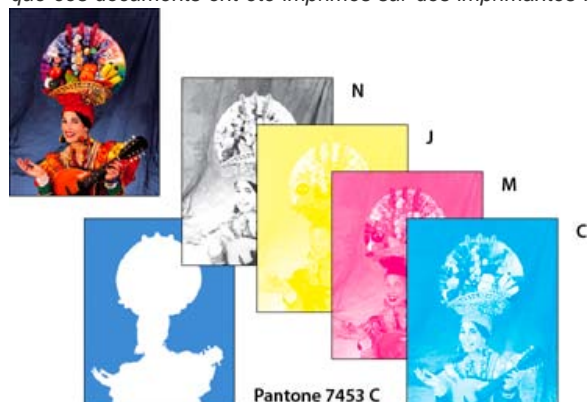 que ces documents ont été imprimés sur des imprimantes
N
J
M
C
Pantone 7453 C